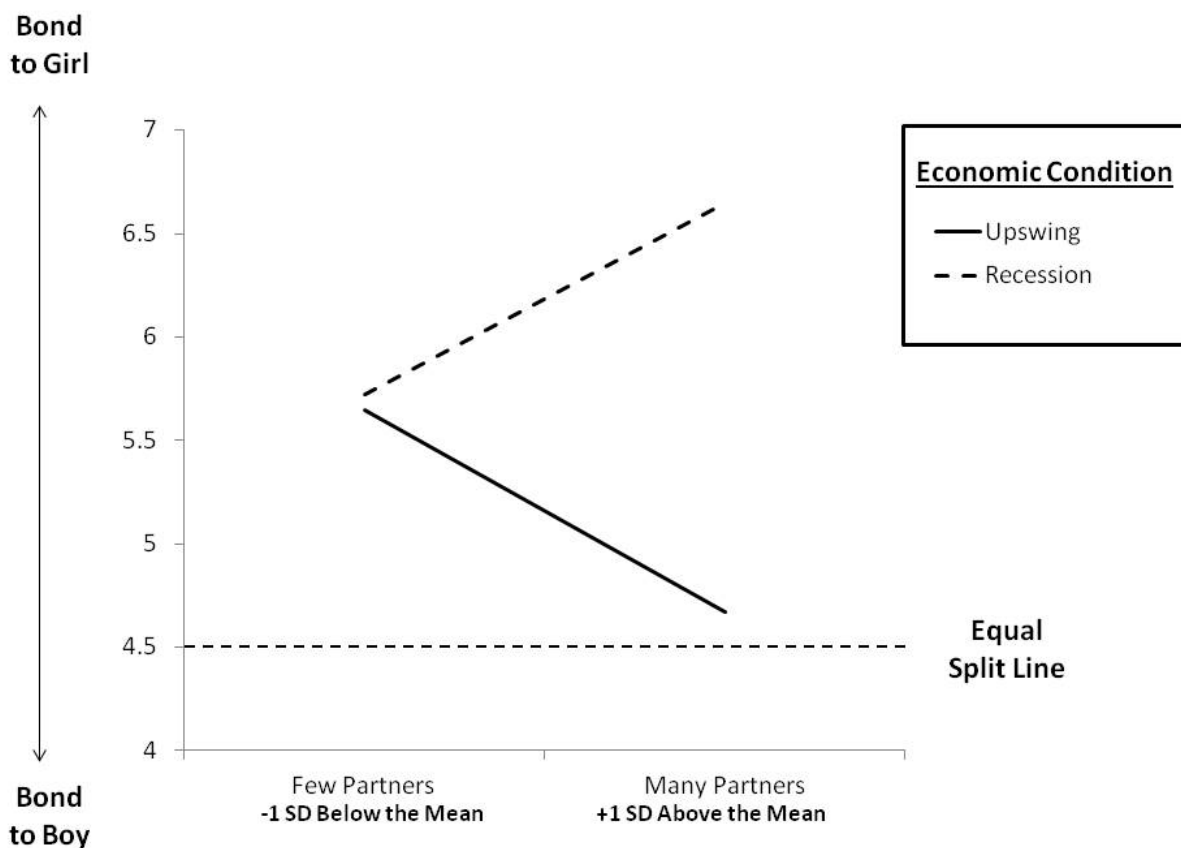 Bond
to Girl
7
6.5
6
5.5
5
4.5
4
Bond
to Boy
Economic Condition
Upswing
Recession
Equal
Split Line
Few Partners
-1 SD Below the Mean
Many Partners
+1 SD Above the Mean